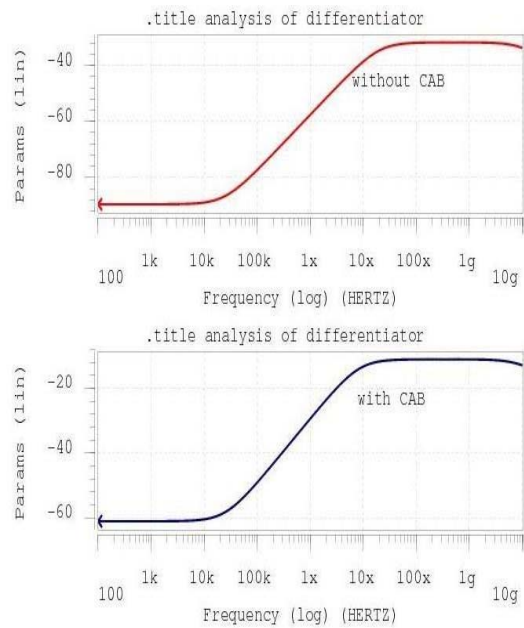 .title analysis of differentiator
Params (lin)
-40
-60
-80
without CAB
100 1k 10k 100k 1x 10x 100x 1g 10g
Frequency (log) (HERTZ)
.title analysis of differentiator
Params (lin)
-20
-40
-60
with CAB
100 1k 10k 100k 1x 10x 100x 1g 10g
Frequency (log) (HERTZ)